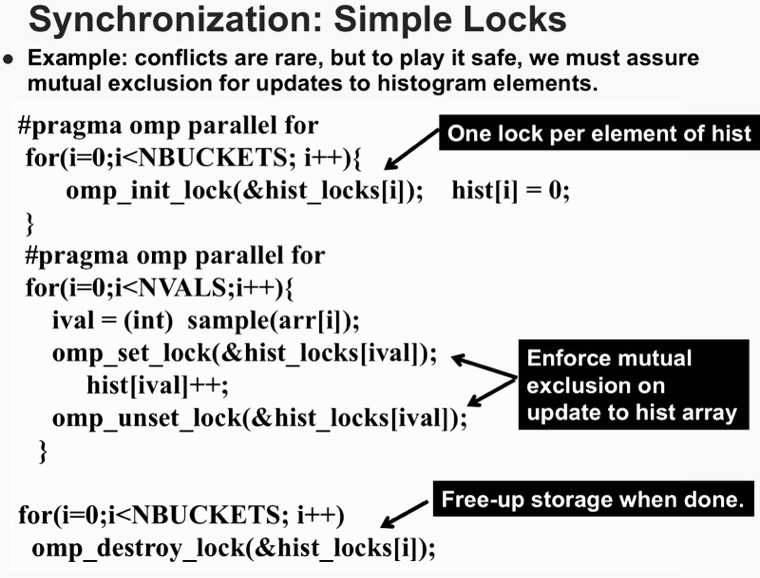 Synchronization: Simple Locks
● Example: conflicts are rare, but to play it safe, we must assure
mutual exclusion for updates to histogram elements.
#pragma omp parallel for
One lock per element of hist
for(i=0;i<NBUCKETS; i++){
omp_init_lock(&hist_locks[i]); hist[i] = 0;
}
#pragma omp parallel for
for(i=0;i<NVALS;i++){
ival = (int) sample(arr[i]);
omp_set_lock(&hist_locks[ival]);
hist[ival]++;
omp_unset_lock(&hist_locks[ival]);
Enforce mutual
exclusion on
update to hist array
}
Free-up storage when done.
for(i=0;i<NBUCKETS; i++)
omp_destroy_lock(&hist_locks[i]);